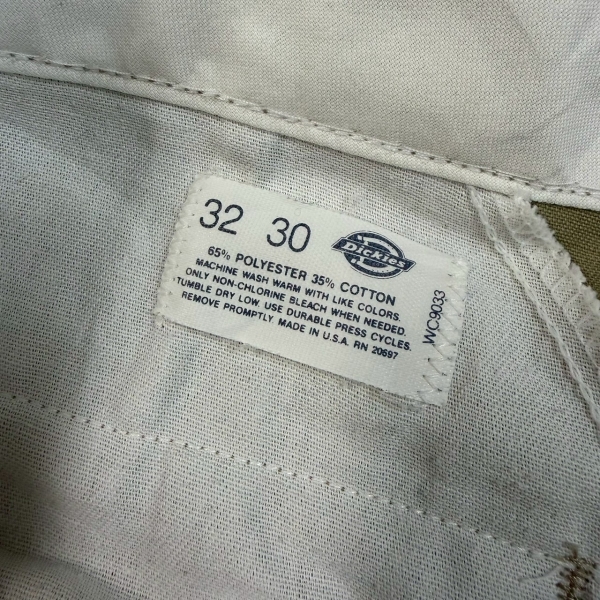 32 30
Dickies
65% POLYESTER 35% COTTON
MACHINE WASH WARM WITH LIKE COLORS.
ONLY NON-CHLORINE BLEACH WHEN NEEDED.
TUMBLE DRY LOW. USE DURABLE PRESS CYCLES.
REMOVE PROMPTLY. MADE IN U.S.A. RN 20697
WC9033